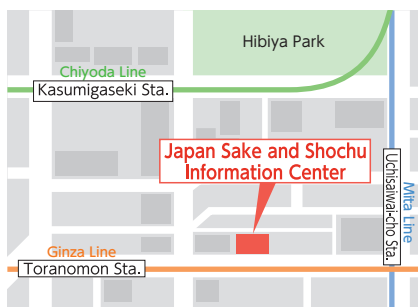 Hibiya Park
Chiyoda Line
Kasumigaseki Sta.
Japan Sake and Shochu
Information Center
Uchisaiwai-cho Sta.
Mita Line
Ginza Line
Toranomon Sta.